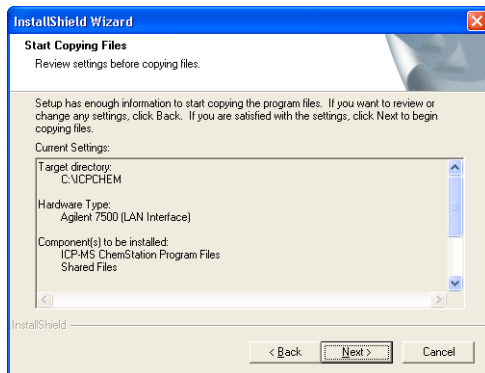 InstallShield Wizard
Start Copying Files
Review settings before copying files.
Setup has enough information to start copying the program files. If you want to review or
change any settings, click Back. If you are satisfied with the settings, click Next to begin
copying files.
Current Settings:
Target directory:
C:\ICPCHEM
Hardware Type:
Agilent 7500 (LAN Interface)
Component(s) to be installed:
ICP-MS ChemStation Program Files
Shared Files
InstallShield
< Back
Next >
Cancel